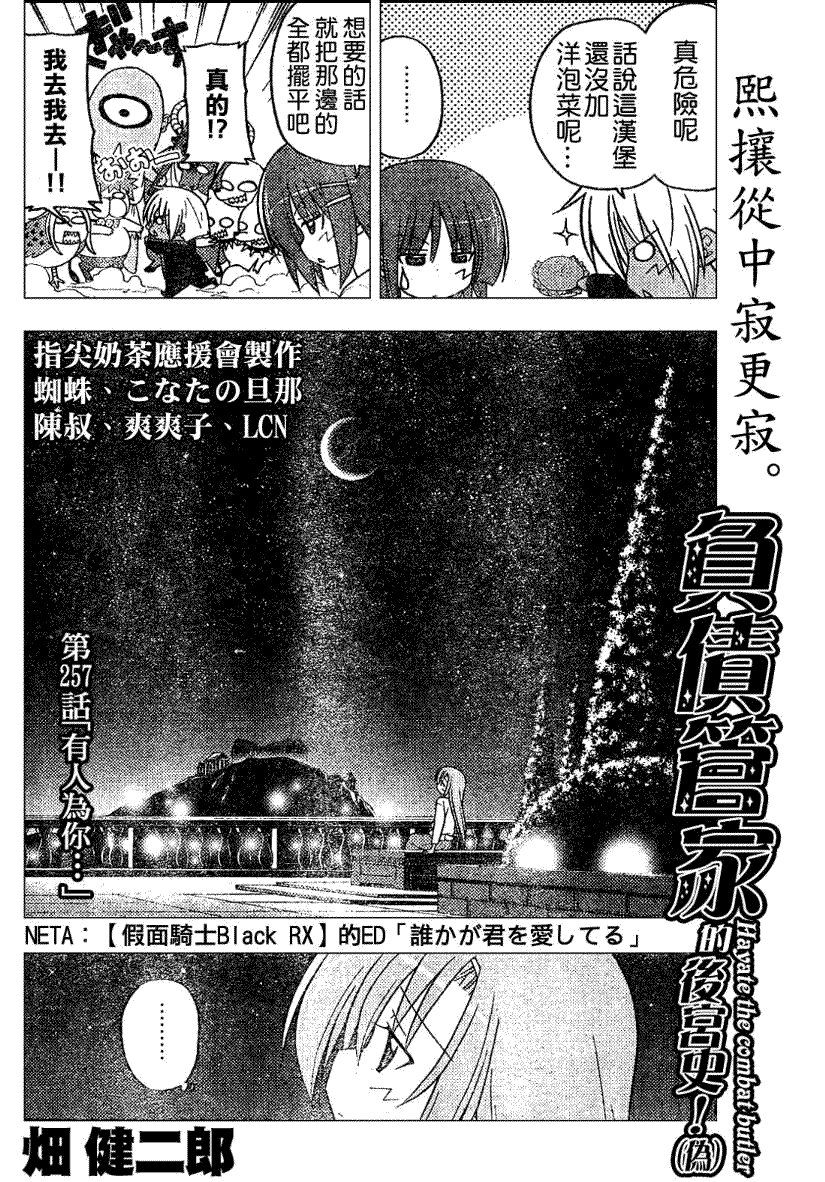 真危險呢
話說這漢堡
還沒加
洋泡菜呢…
………
想要的話
就把那邊的
全都擺平吧
真的!?
我去我去—!!
おお
熙攘從中寂更寂。
指尖奶茶應援會製作
蜘蛛、こなたの旦那
陳叔、爽爽子、LCN
第257話「有人為你…」
負債管家
的後宮史！(偽)
Hayate the combat butler
NETA：【假面騎士Black RX】的ED「誰かが君を愛してる」
………
畑 健二郎